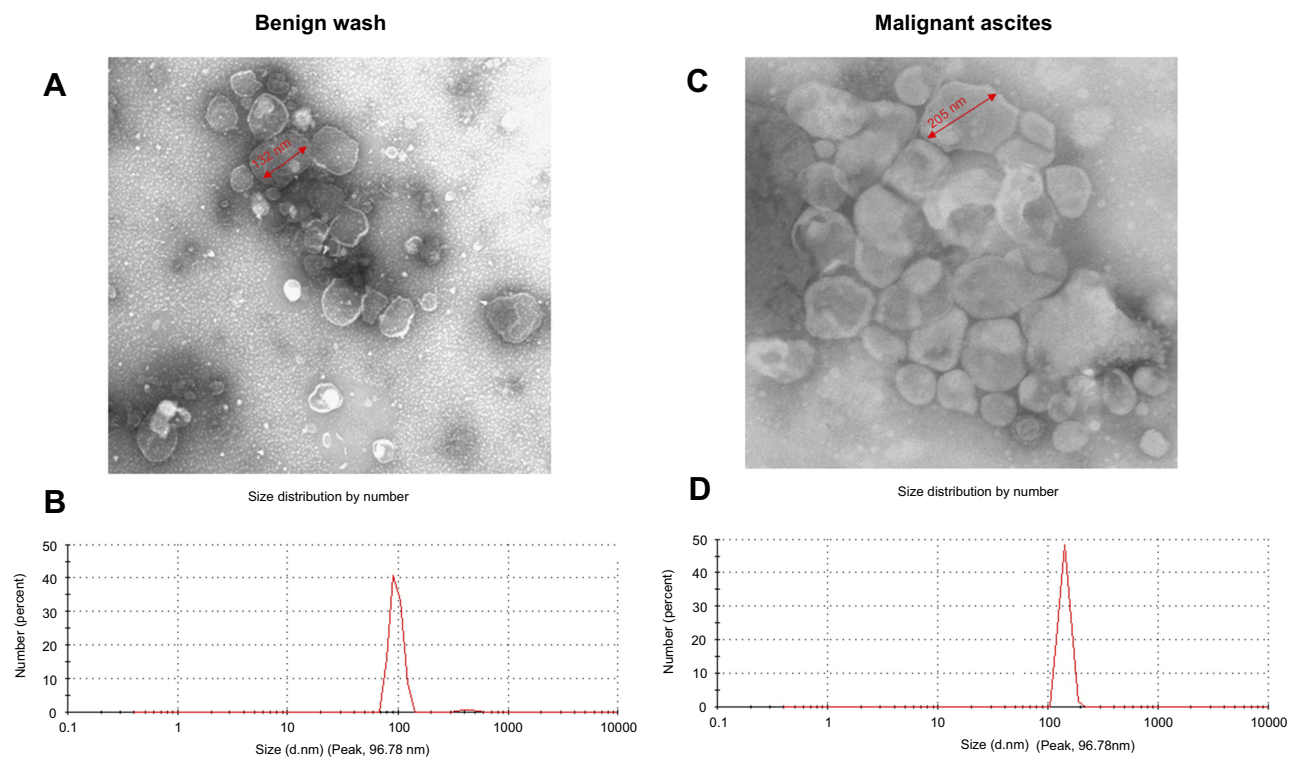 Benign wash
Malignant ascites
A
132 nm
C
205 nm
B
Size distribution by number
50
40
30
20
10
0
0.1
1
10
100
1000
10000
Number (percent)
Size (d.nm) (Peak, 96.78 nm)
D
Size distribution by number
50
40
30
20
10
0
0.1
1
10
100
1000
10000
Number (percent)
Size (d.nm) (Peak, 96.78nm)